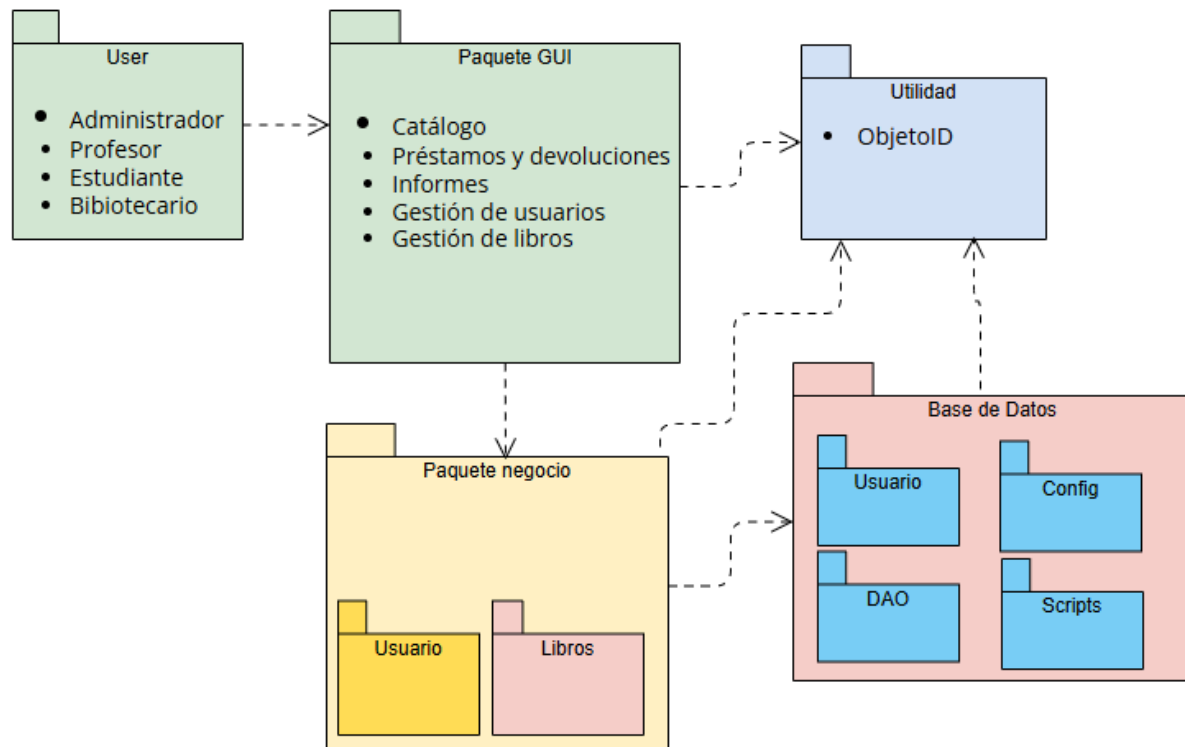 User
Administrador
Profesor
Estudiante
Bibiotecario
Paquete GUI
Catálogo
Préstamos y devoluciones
Informes
Gestión de usuarios
Gestión de libros
Utilidad
ObjetoID
Paquete negocio
Usuario
Libros
Base de Datos
Usuario
Config
DAO
Scripts